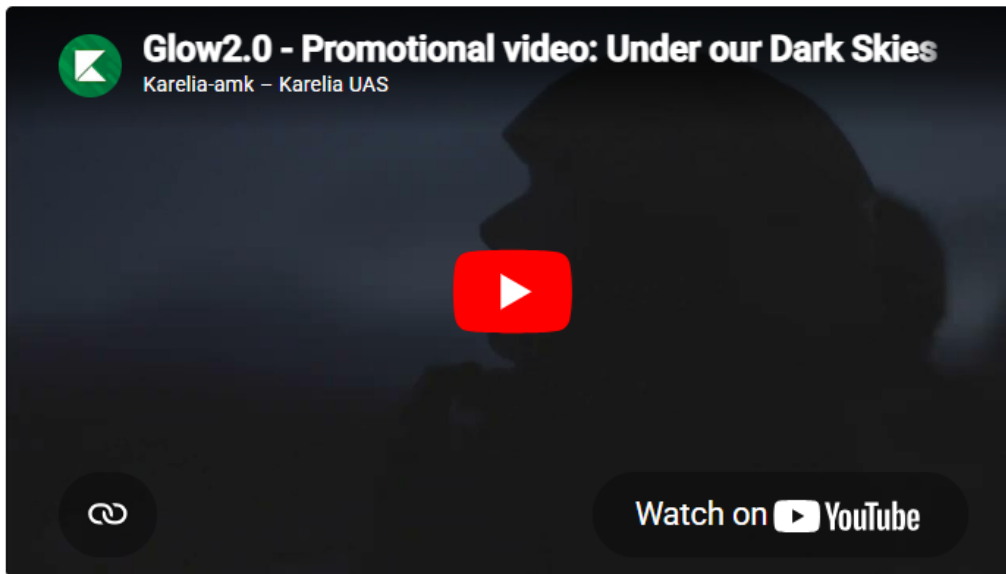 Glow2.0 - Promotional video: Under our Dark Skies
Karelia-amk – Karelia UAS
Watch on YouTube